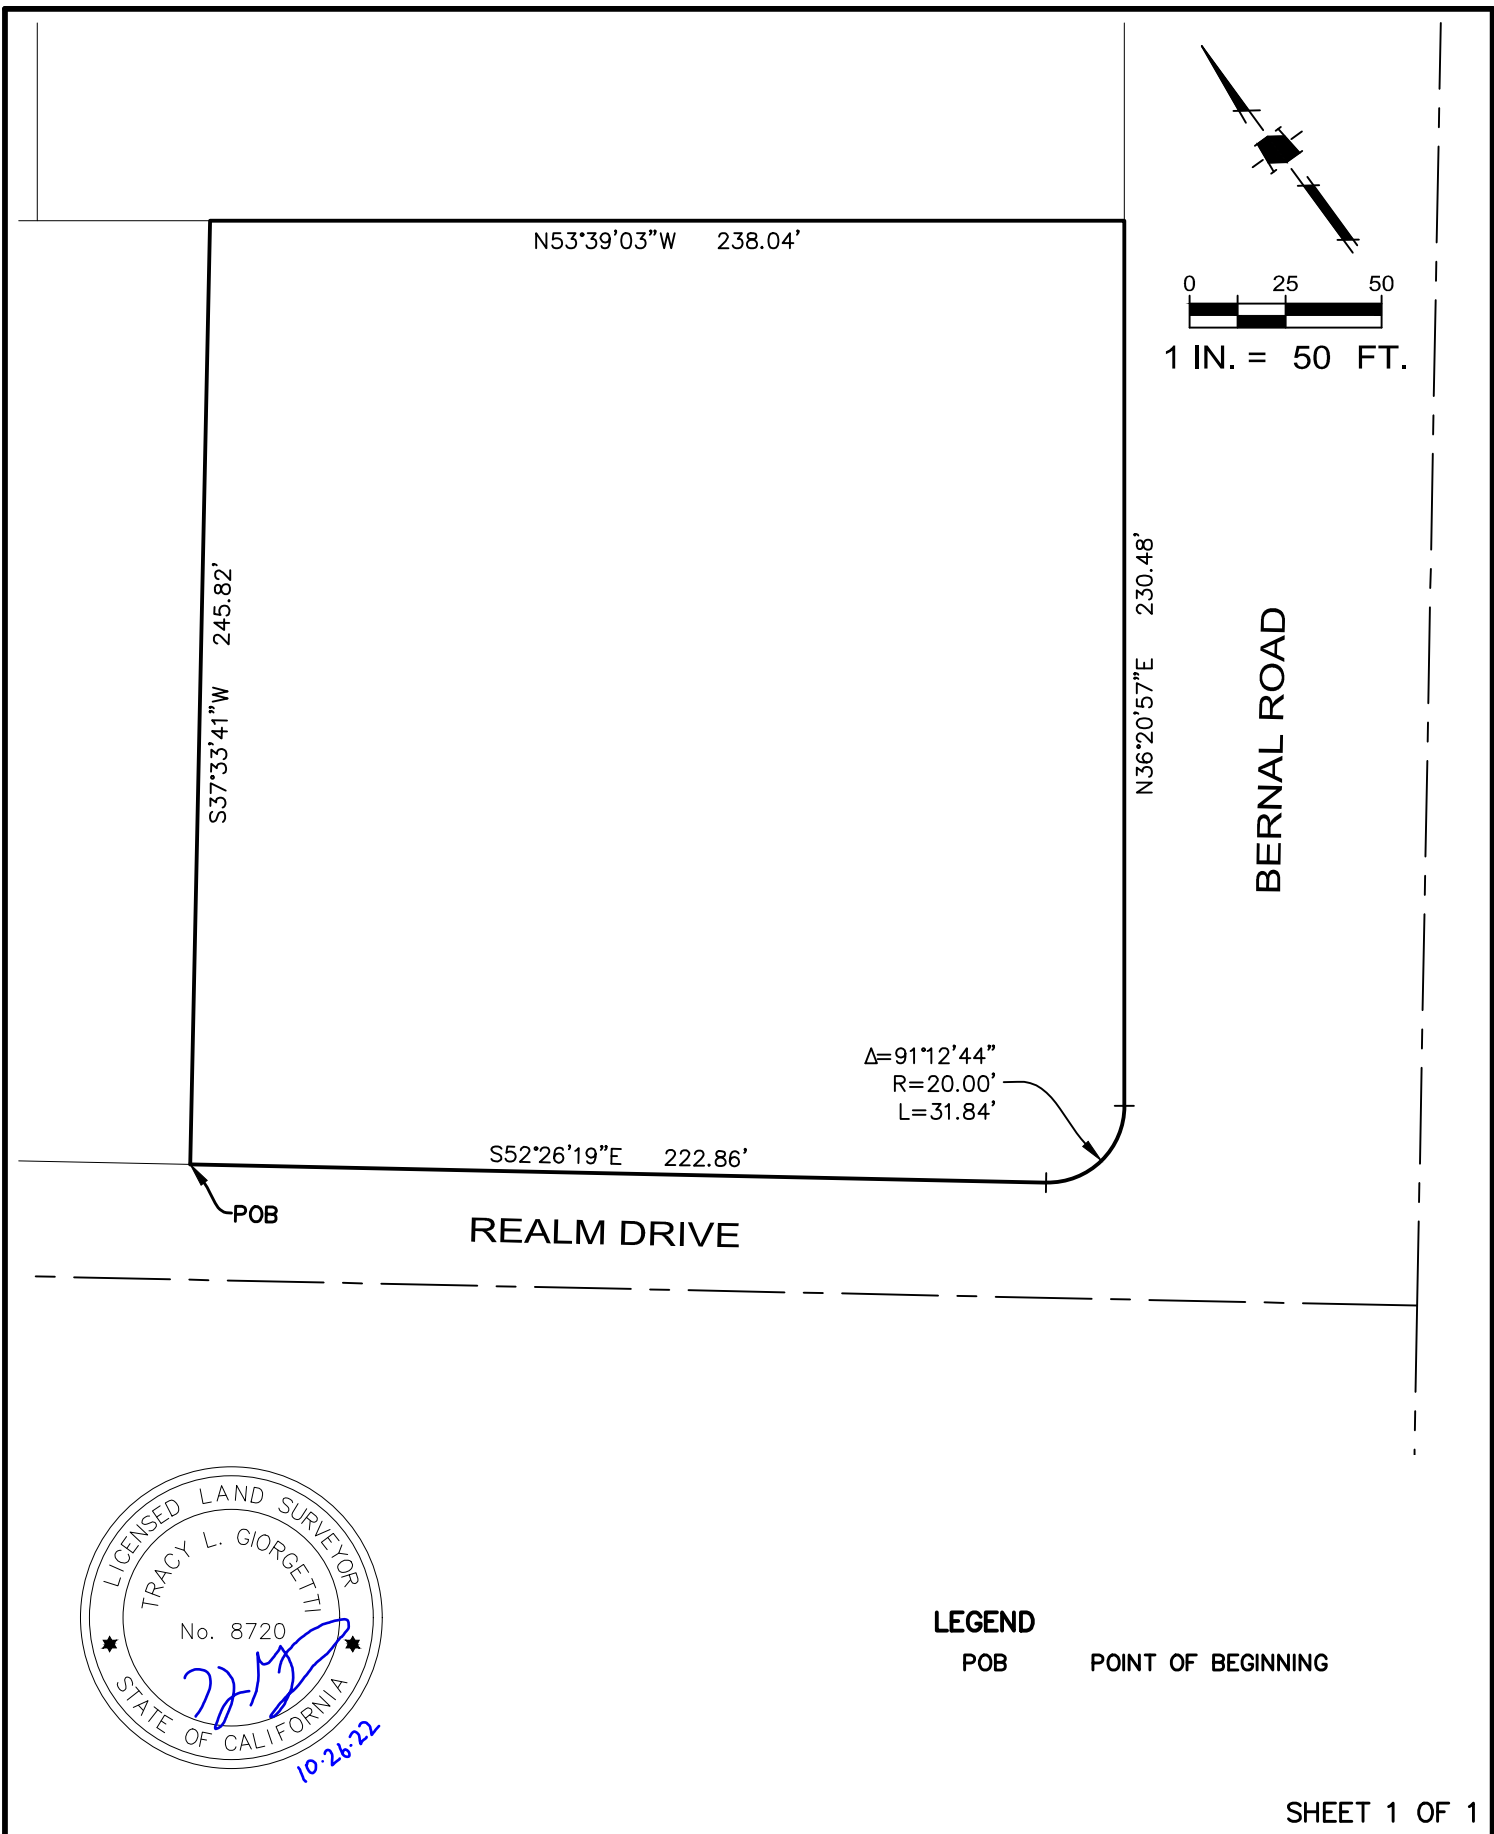 N53°39'03"W 238.04'
0 25 50
1 IN. = 50 FT.
S37°33'41"W 245.82'
N36°20'57"E 230.48'
BERNAL ROAD
Δ=91°12'44"
R=20.00'
L=31.84'
S52°26'19"E 222.86'
POB
REALM DRIVE
LICENSED LAND SURVEYOR
TRACY L. GIORGETTI
No. 8720
STATE OF CALIFORNIA
10·26·22
LEGEND
POB POINT OF BEGINNING
SHEET 1 OF 1